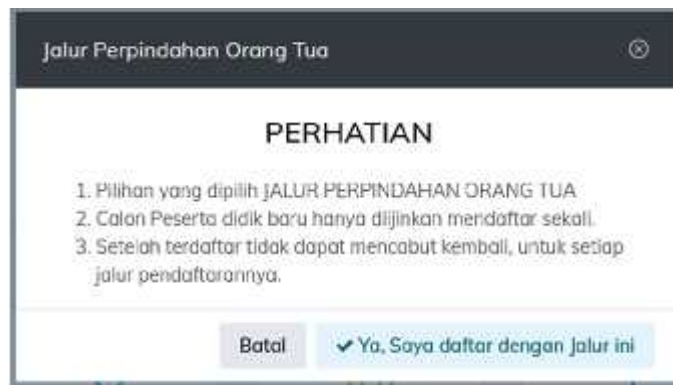 Jalur Perpindahan Orang Tua
PERHATIAN
1. Pilihan yang dipilih JALUR PERPINDAHAN ORANG TUA
2. Calon Peserta didik baru hanya diijinkan mendaftar sekali.
3. Setelah terdaftar tidak dapat mencabut kembali, untuk setiap
jalur pendaftarannya.
Batal
✔ Ya, Saya daftar dengan Jalur ini